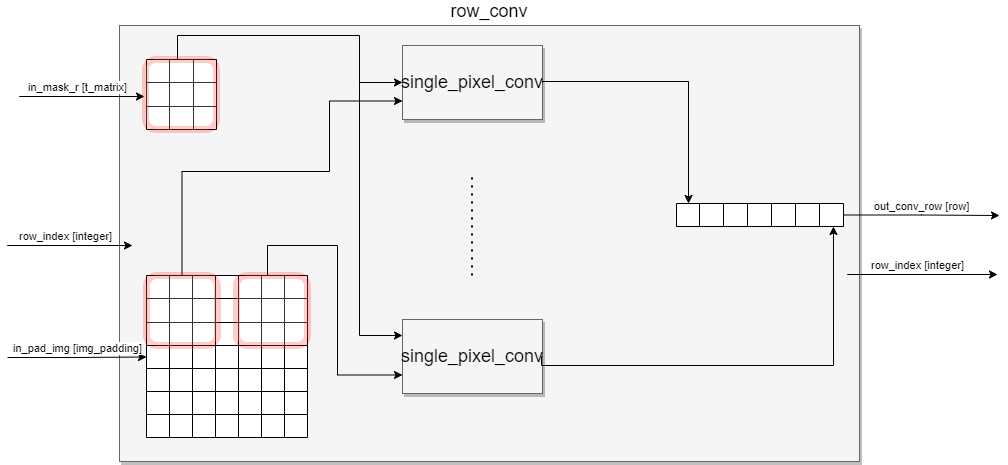 row_conv
in_mask_r [t_matrix]
single_pixel_conv
row_index [integer]
out_conv_row [row]
row_index [integer]
in_pad_img [img_padding]
single_pixel_conv